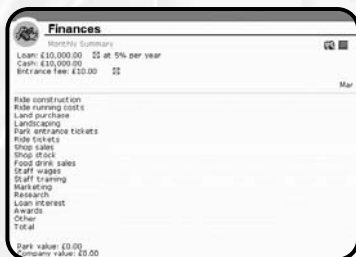 Finances
Monthly Summary
Loan: £10,000.00 at 5% per year
Cash: £10,000.00
Entrance fee: £10.00
Mar
Ride construction
Ride running costs
Land purchase
Landscaping
Park entrance tickets
Ride tickets
Shop sales
Shop stock
Food drink sales
Staff wages
Staff training
Marketing
Research
Loan interest
Awards
Other
Total
Park value: £0.00
Company value: £0.00